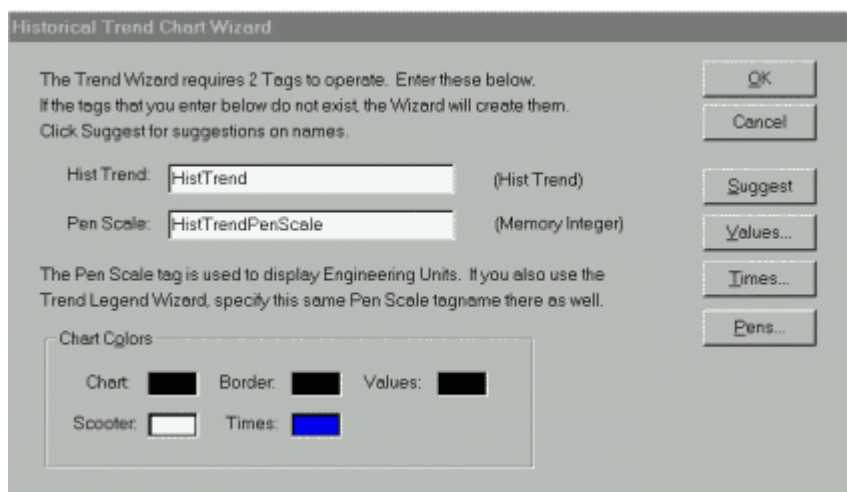 Historical Trend Chart Wizard
The Trend Wizard requires 2 Tags to operate. Enter these below.
If the tags that you enter below do not exist, the Wizard will create them.
Click Suggest for suggestions on names.
OK
Cancel
Hist Trend: HistTrend (Hist Trend)
Suggest
Pen Scale: HistTrendPenScale (Memory Integer)
Values...
The Pen Scale tag is used to display Engineering Units. If you also use the
Trend Legend Wizard, specify this same Pen Scale tagname there as well.
Times...
Pens...
Chart Colors
Chart: Border: Values:
Scooter: Times: